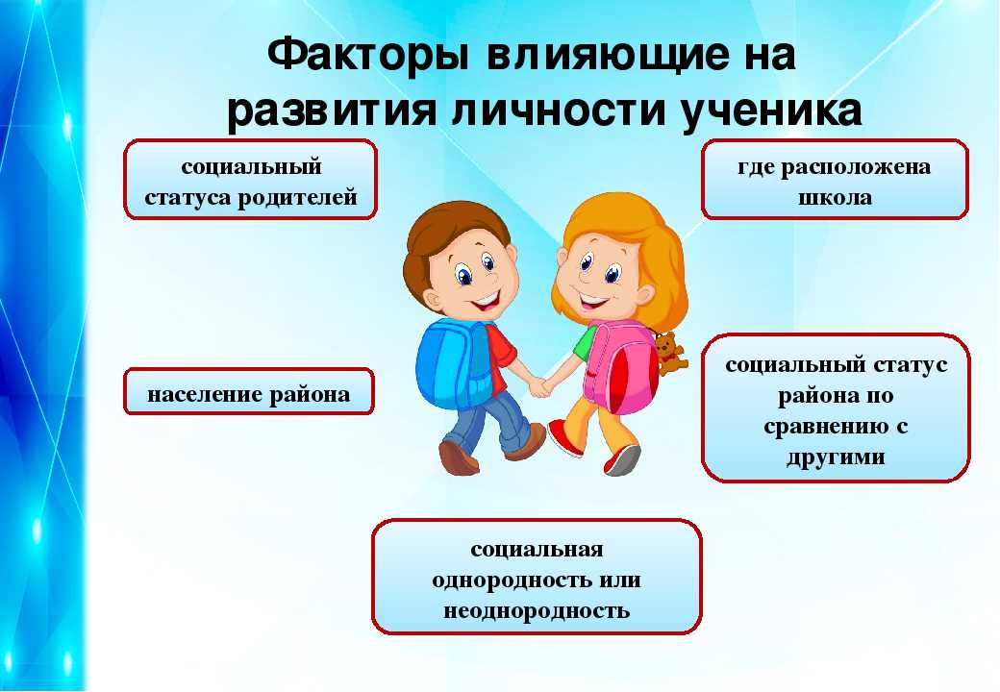 Факторы влияющие на
развития личности ученика
социальный
статуса родителей
где расположена
школа
население района
социальный статус
района по
сравнению с
другими
социальная
однородность или
неоднородность